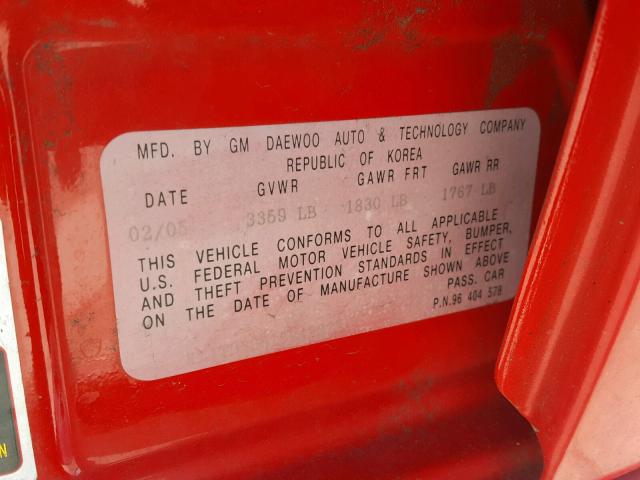 MFD. BY GM DAEWOO AUTO & TECHNOLOGY COMPANY
REPUBLIC OF KOREA
DATE GVWR GAWR FRT GAWR RR
02/05 3359 LB 1830 LB 1767 LB
THIS VEHICLE CONFORMS TO ALL APPLICABLE
U.S. FEDERAL MOTOR VEHICLE SAFETY, BUMPER,
AND THEFT PREVENTION STANDARDS IN EFFECT
ON THE DATE OF MANUFACTURE SHOWN ABOVE
PASS. CAR
P.N.96 404 578